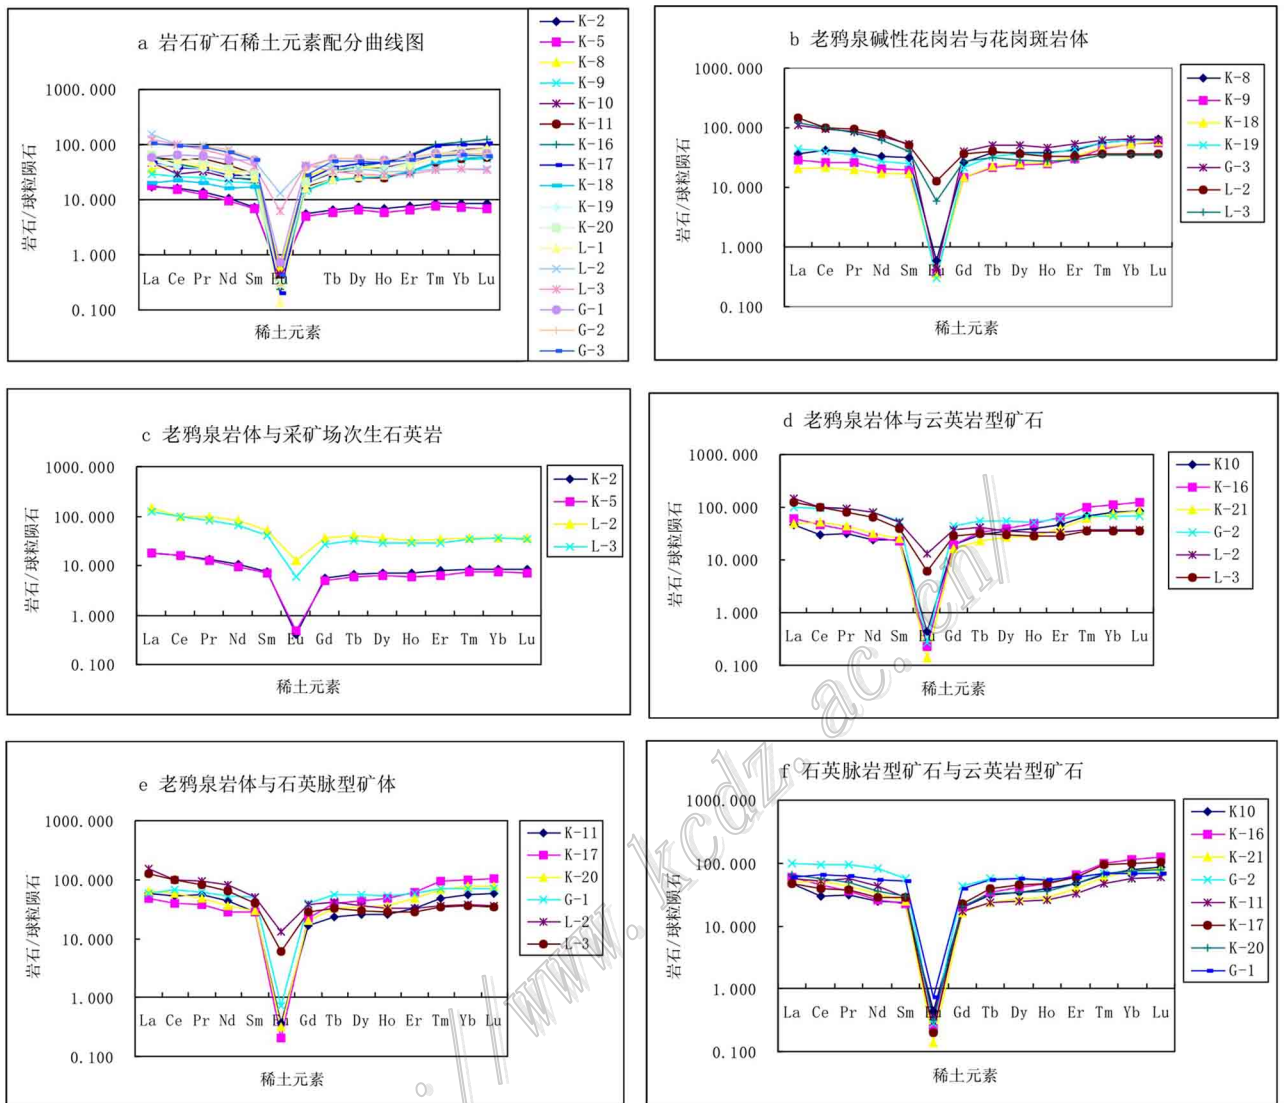 a 岩石矿石稀土元素配分曲线图
岩石/球粒陨石
1000.000
100.000
10.000
1.000
0.100
La Ce Pr Nd Sm Eu Tb Dy Ho Er Tm Yb Lu
稀土元素
K-2
K-5
K-8
K-9
K-10
K-11
K-16
K-17
K-18
K-19
K-20
L-1
L-2
L-3
G-1
G-2
G-3
b 老鸦泉碱性花岗岩与花岗斑岩体
岩石/球粒陨石
1000.000
100.000
10.000
1.000
0.100
La Ce Pr Nd Sm Eu Gd Tb Dy Ho Er Tm Yb Lu
稀土元素
K-8
K-9
K-18
K-19
G-3
L-2
L-3
c 老鸦泉岩体与采矿场次生石英岩
岩石/球粒陨石
1000.000
100.000
10.000
1.000
0.100
La Ce Pr Nd Sm Eu Gd Tb Dy Ho Er Tm Yb Lu
稀土元素
K-2
K-5
L-2
L-3
d 老鸦泉岩体与云英岩型矿石
岩石/球粒陨石
1000.000
100.000
10.000
1.000
0.100
La Ce Pr Nd Sm Eu Gd Tb Dy Ho Er Tm Yb Lu
稀土元素
K10
K-16
K-21
G-2
L-2
L-3
e 老鸦泉岩体与石英脉型矿体
岩石/球粒陨石
1000.000
100.000
10.000
1.000
0.100
La Ce Pr Nd Sm Eu Gd Tb Dy Ho Er Tm Yb Lu
稀土元素
K-11
K-17
K-20
G-1
L-2
L-3
f 石英脉岩型矿石与云英岩型矿石
岩石/球粒陨石
1000.000
100.000
10.000
1.000
0.100
La Ce Pr Nd Sm Eu Gd Tb Dy Ho Er Tm Yb Lu
稀土元素
K10
K-16
K-21
G-2
K-11
K-17
K-20
G-1
://www.kcdz.ac.cn/